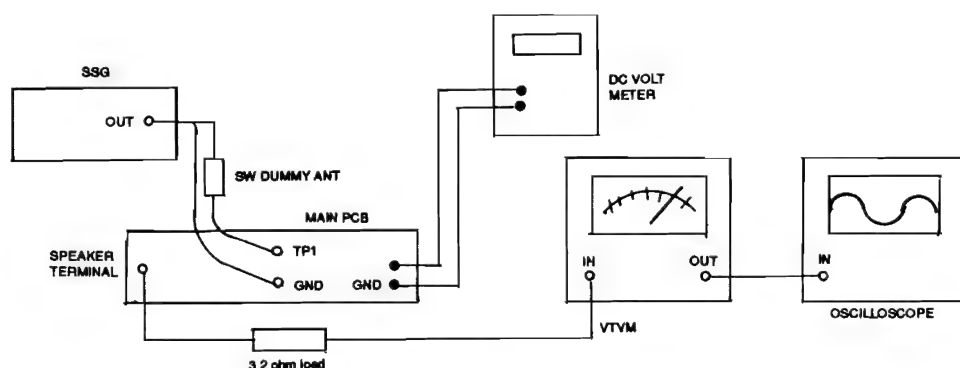 SSG
OUT
SW DUMMY ANT
DC VOLT
METER
MAIN PCB
SPEAKER
TERMINAL
TP1
GND
GND
IN
OUT
IN
VTVM
OSCILLOSCOPE
3.2 ohm load